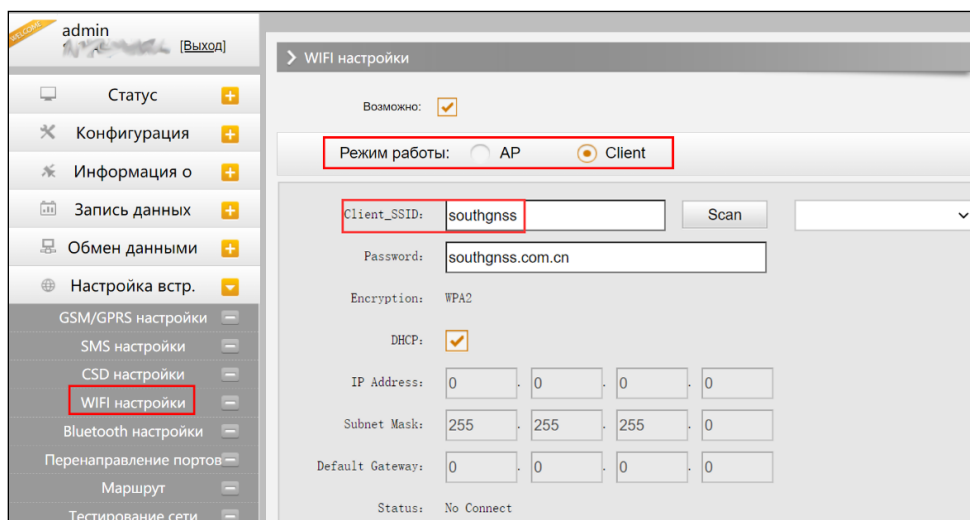 WELCOME
admin
[Выход]
Статус
Конфигурация
Информация о
Запись данных
Обмен данными
Настройка встр.
GSM/GPRS настройки
SMS настройки
CSD настройки
WIFI настройки
Bluetooth настройки
Перенаправление портов
Маршрут
Тестирование сети
WIFI настройки
Возможно:
Режим работы: AP Client
Client_SSID: southgnss Scan
Password: southgnss.com.cn
Encryption: WPA2
DHCP:
IP Address: 0 . 0 . 0 . 0
Subnet Mask: 255 . 255 . 255 . 0
Default Gateway: 0 . 0 . 0 . 0
Status: No Connect